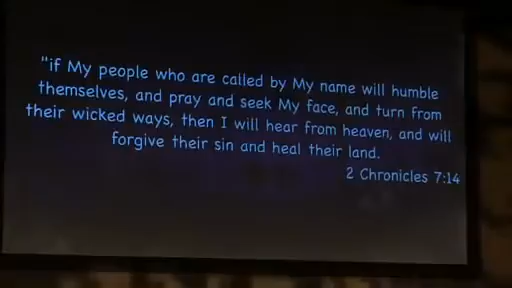 "if My people who are called by My name will humble
themselves, and pray and seek My face, and turn from
their wicked ways, then I will hear from heaven, and will
forgive their sin and heal their land.
2 Chronicles 7:14